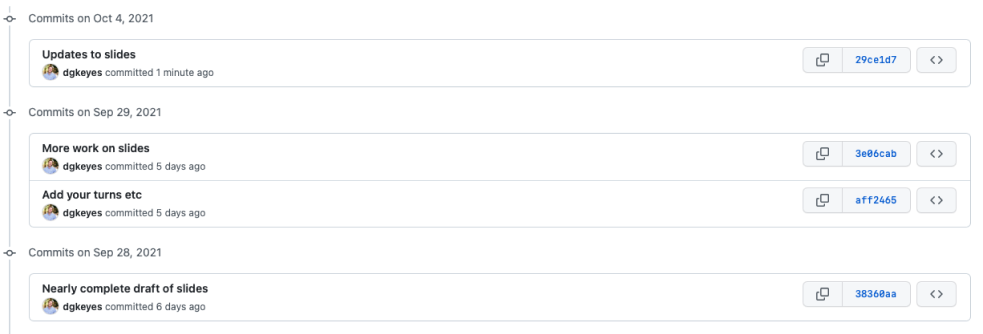 Commits on Oct 4, 2021
Updates to slides
dgkeyes committed 1 minute ago
29ce1d7
Commits on Sep 29, 2021
More work on slides
dgkeyes committed 5 days ago
3e06cab
Add your turns etc
dgkeyes committed 5 days ago
aff2465
Commits on Sep 28, 2021
Nearly complete draft of slides
dgkeyes committed 6 days ago
38360aa